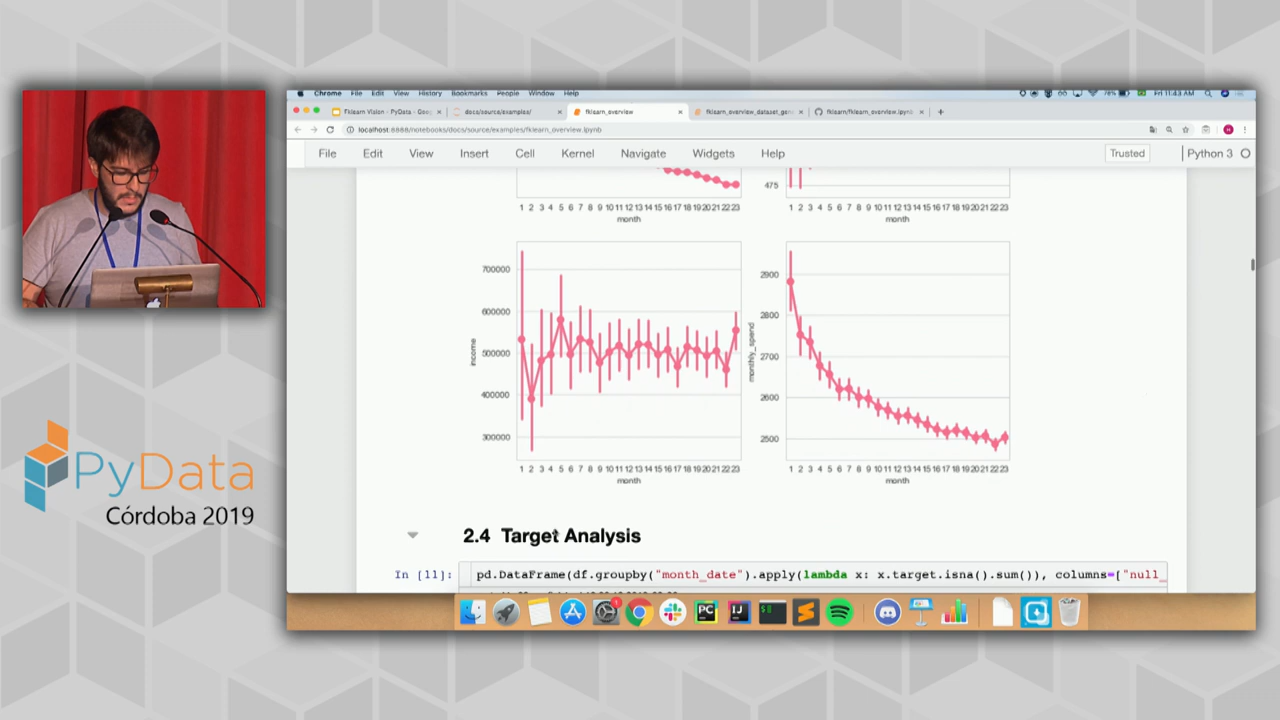 Chrome File Edit View History Bookmarks People Window Help
78% Fri 11:43 AM
fklearn_overview
localhost:8888/notebooks/docs/source/examples/fklearn_overview.ipynb
File Edit View Insert Cell Kernel Navigate Widgets Help
Trusted Python 3
475
1 2 3 4 5 6 7 8 9 10 11 12 13 14 15 16 17 18 19 20 21 22 23
month
1 2 3 4 5 6 7 8 9 10 11 12 13 14 15 16 17 18 19 20 21 22 23
month
700000
600000
500000
400000
300000
income
1 2 3 4 5 6 7 8 9 10 11 12 13 14 15 16 17 18 19 20 21 22 23
month
2900
2800
2700
2600
2500
monthly_spend
1 2 3 4 5 6 7 8 9 10 11 12 13 14 15 16 17 18 19 20 21 22 23
month
2.4 Target Analysis
In [11]: pd.DataFrame(df.groupby("month_date").apply(lambda x: x.target.isna().sum()), columns=["null_
PyData
Córdoba 2019